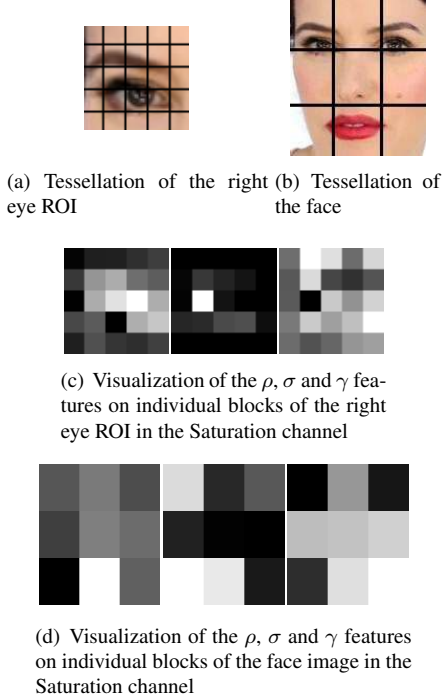 (a) Tessellation of the right eye ROI
(b) Tessellation of the face
(c) Visualization of the ρ, σ and γ fea-
tures on individual blocks of the right
eye ROI in the Saturation channel
(d) Visualization of the ρ, σ and γ features
on individual blocks of the face image in the
Saturation channel